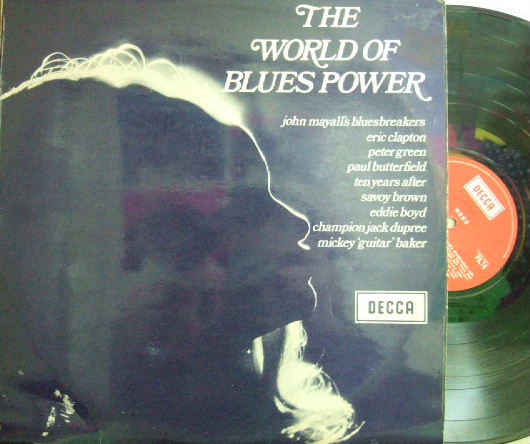 THE
WORLD OF
BLUES POWER
john mayall's bluesbreakers
eric clapton
peter green
paul butterfield
ten years after
savoy brown
eddie boyd
champion jack dupree
mickey 'guitar' baker
DECCA
DECCA
MONO